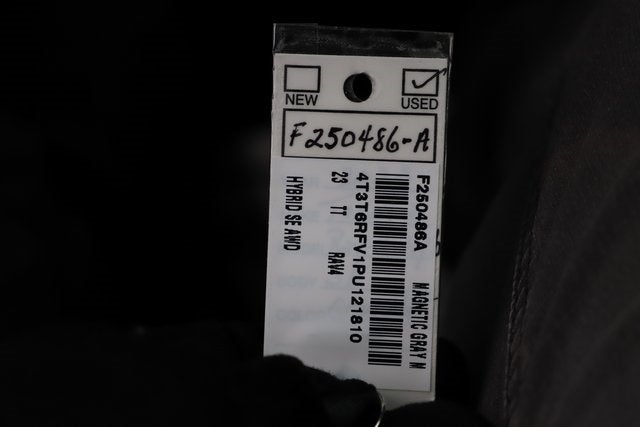 NEW
USED
F250486-A
F250486A MAGNETIC GRAY M
4T3T6RFV1PU121810
23 TT RAV4
HYBRID SE AWD